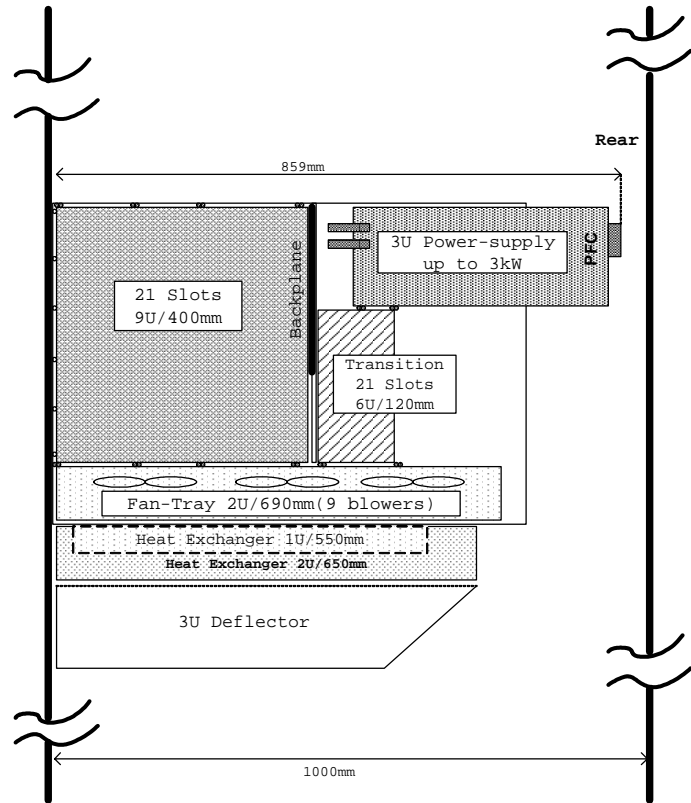 Rear
859mm
3U Power-supply
up to 3kW
PFC
Backplane
21 Slots
9U/400mm
Transition
21 Slots
6U/120mm
Fan-Tray 2U/690mm(9 blowers)
Heat Exchanger 1U/550mm
Heat Exchanger 2U/650mm
3U Deflector
1000mm